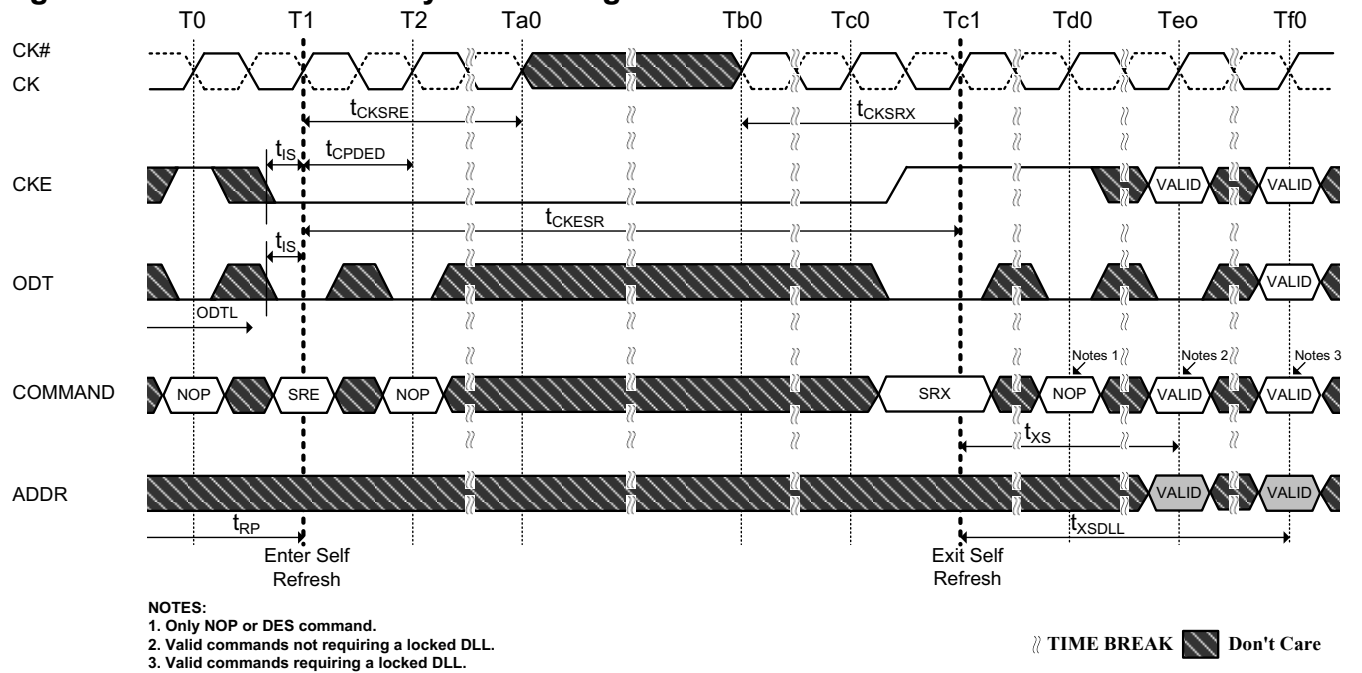 T0 T1 T2 Ta0 Tb0 Tc0 Tc1 Td0 Teo Tf0
CK#
CK
tCKSRE tCKSRX
tIS tCPDED
CKE VALID VALID
tCKESR
tIS
ODT VALID
ODTL
Notes 1 Notes 2 Notes 3
COMMAND NOP SRE NOP SRX NOP VALID VALID
tXS
ADDR VALID VALID
tRP tXSDLL
Enter Self Exit Self
Refresh Refresh
NOTES:
1. Only NOP or DES command.
2. Valid commands not requiring a locked DLL.
3. Valid commands requiring a locked DLL.
TIME BREAK Don't Care